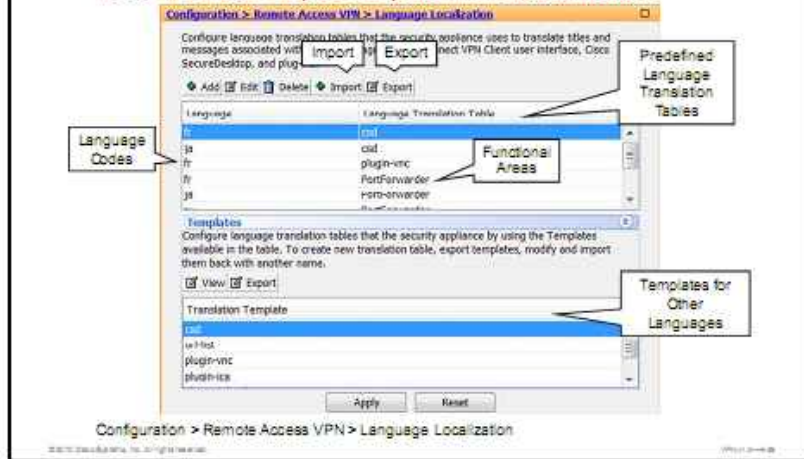 Configuration > Remote Access VPN > Language Localization
Configure language translation tables that the security appliance uses to translate titles and
messages associated with Connect VPN Client user interface, Cisco
SecureDesktop, and
Import
Export
Add Edit Delete Import Export
Predefined
Language
Translation
Tables
Language
Language Translation Table
Language
Codes
Functional
Areas
fr csd
ja csd
fr plugin-vnc
fr PortForwarder
ja PortForwarder
PortForwarder
Templates
Configure language translation tables that the security appliance by using the Templates
available in the table. To create new translation table, export templates, modify and import
them back with another name.
View Export
Templates for
Other
Languages
Translation Template
csd
url-list
plugin-vnc
plugin-ica
Apply Reset
Configuration > Remote Access VPN > Language Localization